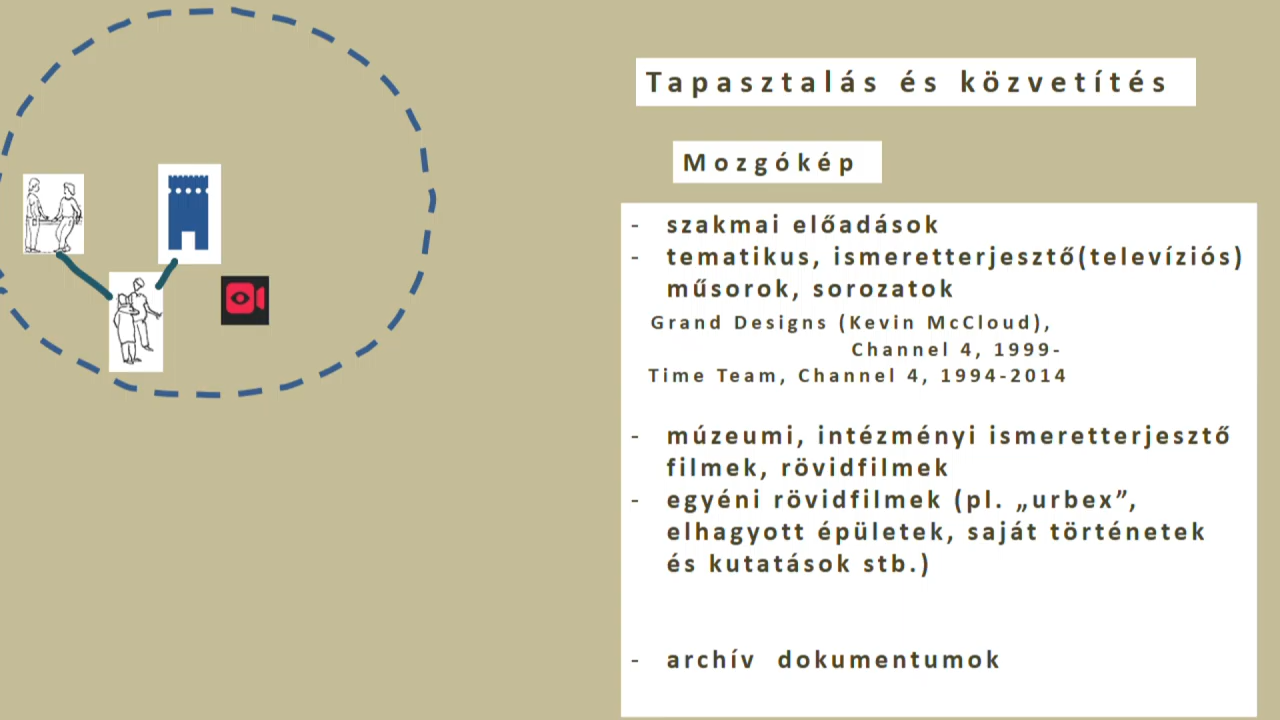 Tapasztalás és közvetítés
Mozgókép
- szakmai előadások
- tematikus, ismeretterjesztő(televíziós)
műsorok, sorozatok
Grand Designs (Kevin McCloud),
Channel 4, 1999-
Time Team, Channel 4, 1994-2014
- múzeumi, intézményi ismeretterjesztő
filmek, rövidfilmek
- egyéni rövidfilmek (pl. „urbex”,
elhagyott épületek, saját történetek
és kutatások stb.)
- archív dokumentumok